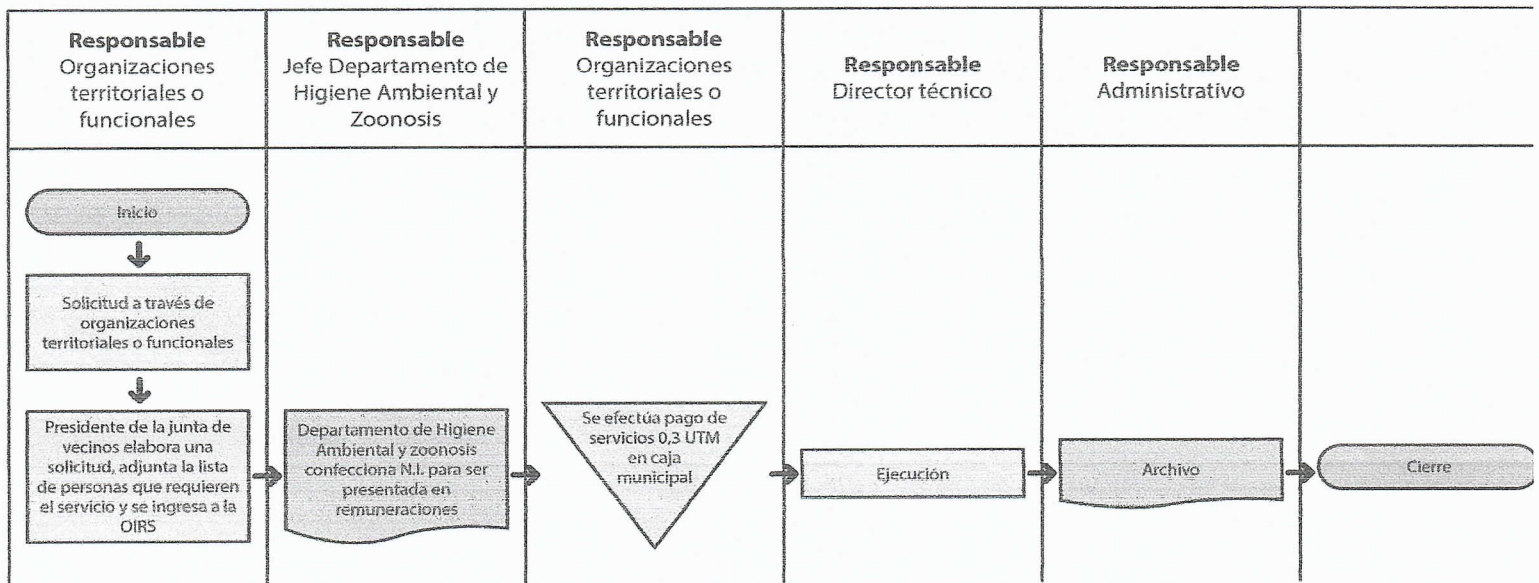 Responsable
Organizaciones
territoriales o
funcionales
Responsable
Jefe Departamento de
Higiene Ambiental y
Zoonosis
Responsable
Organizaciones
territoriales o
funcionales
Responsable
Director técnico
Responsable
Administrativo
Inicio
Solicitud a través de
organizaciones
territoriales o funcionales
Presidente de la junta de
vecinos elabora una
solicitud, adjunta la lista
de personas que requieren
el servicio y se ingresa a la
OIRS
Departamento de Higiene
Ambiental y zoonosis
confecciona N.I. para ser
presentada en
remuneraciones
Se efectúa pago de
servicios 0,3 UTM
en caja
municipal
Ejecución
Archivo
Cierre